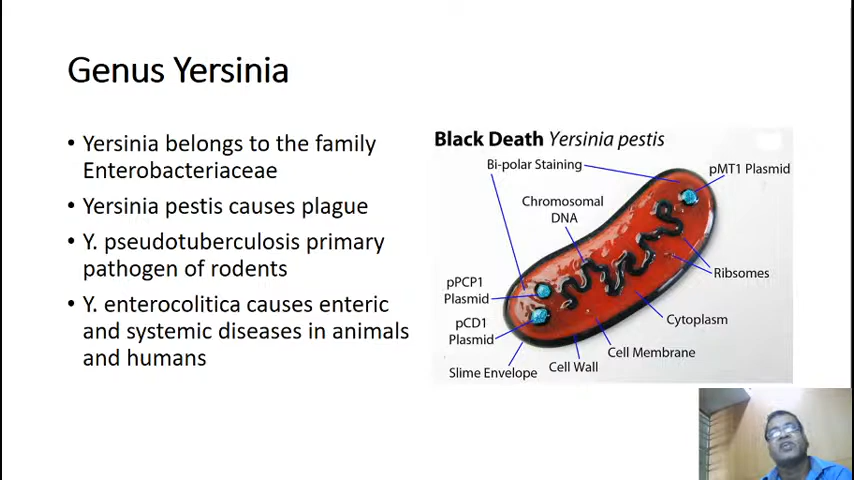 Genus Yersinia
• Yersinia belongs to the family
Enterobacteriaceae
• Yersinia pestis causes plague
• Y. pseudotuberculosis primary
pathogen of rodents
• Y. enterocolitica causes enteric
and systemic diseases in animals
and humans
Black Death Yersinia pestis
Bi-polar Staining
pMT1 Plasmid
Chromosomal
DNA
Ribsomes
pPCP1
Plasmid
pCD1
Plasmid
Cytoplasm
Cell Membrane
Cell Wall
Slime Envelope